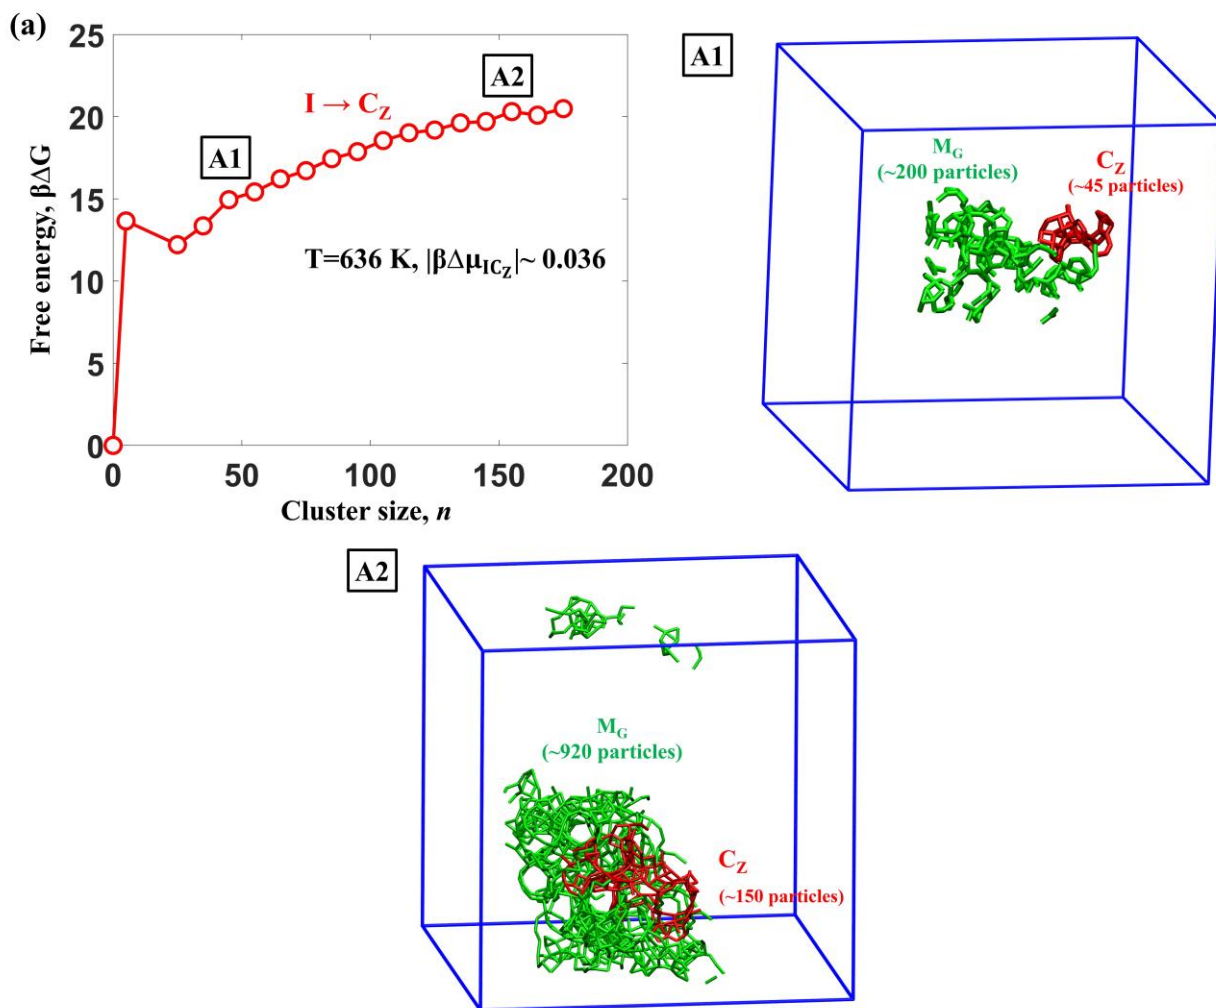 (a)
25
20
15
10
5
0
Free energy, βΔG
I → C_Z
A1
A2
T=636 K, |βΔμ_IC_Z|~ 0.036
0 50 100 150 200
Cluster size, n
A1
M_G
(~200 particles)
C_Z
(~45 particles)
A2
M_G
(~920 particles)
C_Z
(~150 particles)